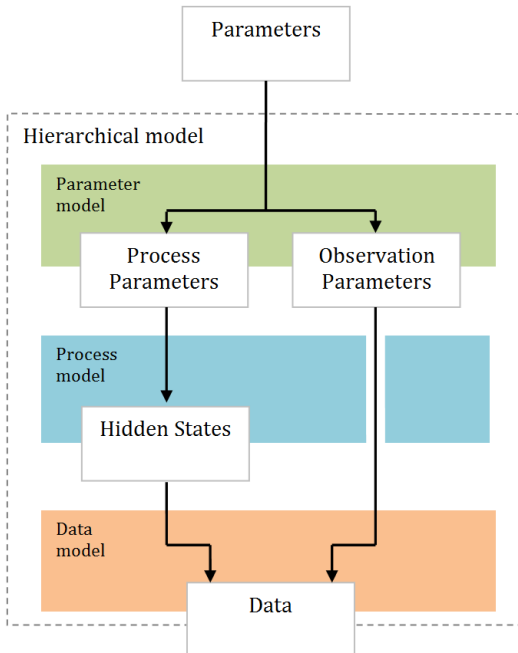 Parameters
Hierarchical model
Parameter
model
Process
Parameters
Observation
Parameters
Process
model
Hidden States
Data
model
Data